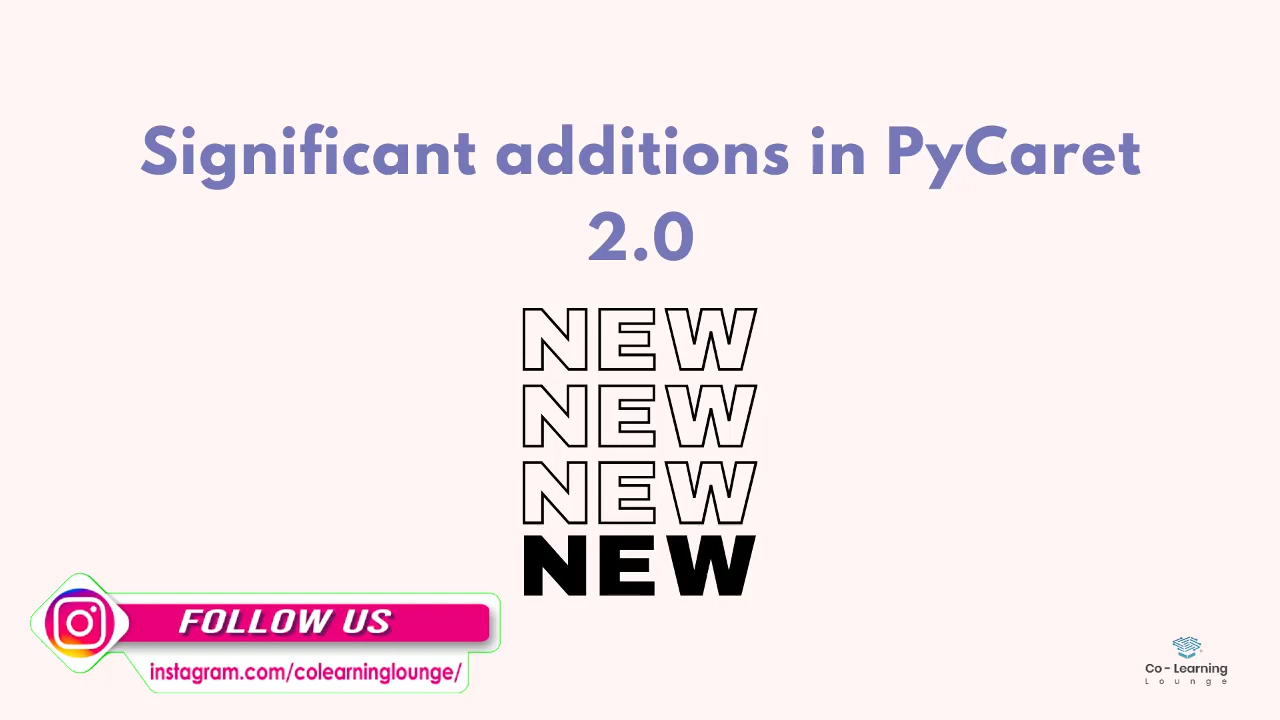 Significant additions in PyCaret
2.0
NEW
NEW
NEW
NEW
FOLLOW US
instagram.com/colearninglounge/
Co - Learning
Lounge